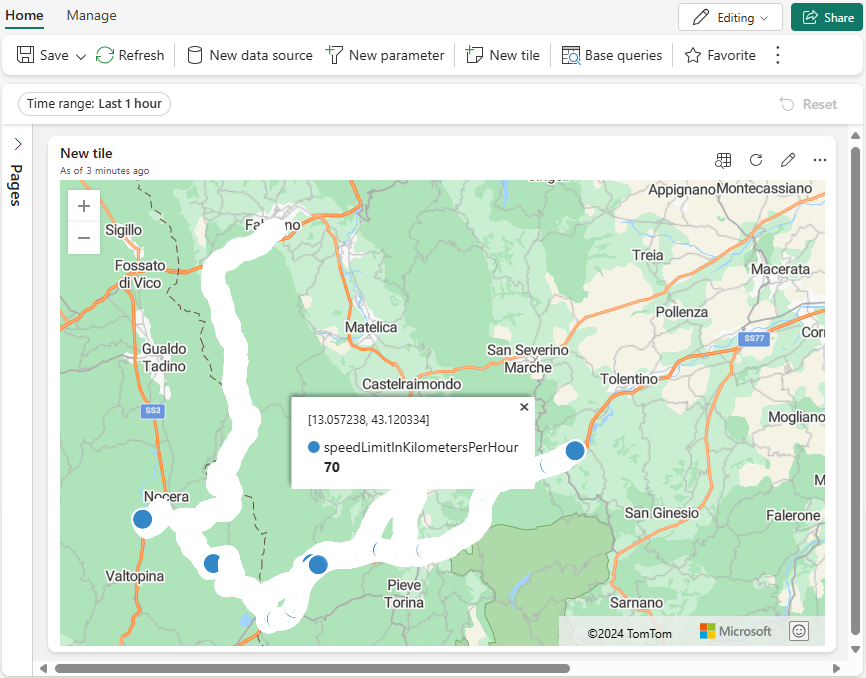 Home Manage
Editing Share
Save Refresh New data source New parameter New tile Base queries Favorite
Time range: Last 1 hour
Reset
Pages
New tile
As of 3 minutes ago
Appignano Montecassiano
Sigillo
Treia
Fossato
di Vico
Macerata
Pollenza
Matelica
SS77
Gualdo
Tadino
San Severino
Marche
Castelraimondo
Tolentino
SS3
[13.057238, 43.120334]
speedLimitInKilometersPerHour
70
Mogliano
Nocera
San Ginesio
Falerone
Valtopina
Pieve
Torina
Sarnano
©2024 TomTom
Microsoft